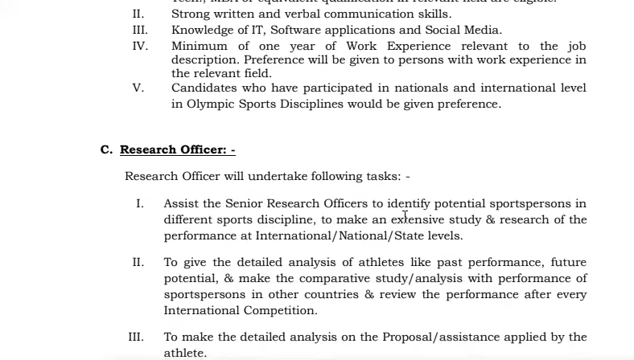 II. Strong written and verbal communication skills.
III. Knowledge of IT, Software applications and Social Media.
IV. Minimum of one year of Work Experience relevant to the job
description. Preference will be given to persons with work experience in
the relevant field.
V. Candidates who have participated in nationals and international level
in Olympic Sports Disciplines would be given preference.
C. Research Officer: -
Research Officer will undertake following tasks: -
I. Assist the Senior Research Officers to identify potential sportspersons in
different sports discipline, to make an extensive study & research of the
performance at International/National/State levels.
II. To give the detailed analysis of athletes like past performance, future
potential, & make the comparative study/analysis with performance of
sportspersons in other countries & review the performance after every
International Competition.
III. To make the detailed analysis on the Proposal/assistance applied by the
athlete.